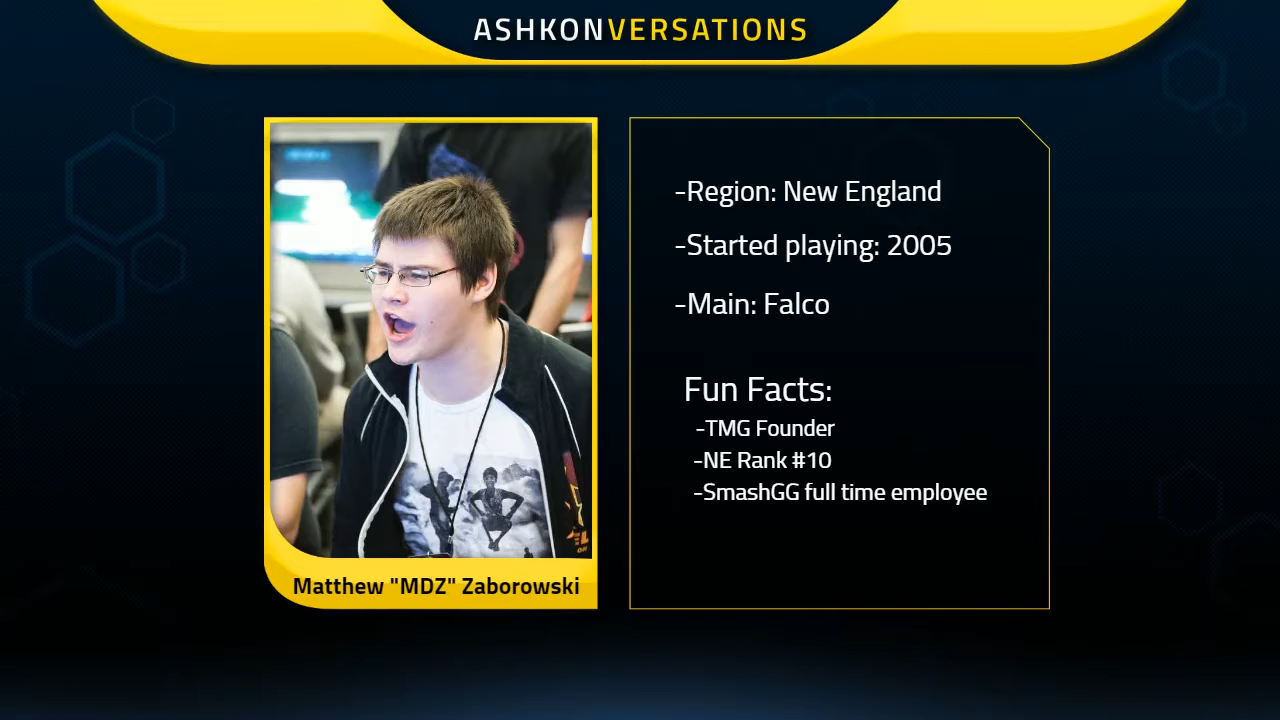 ASHKONVERSATIONS
-Region: New England
-Started playing: 2005
-Main: Falco
Fun Facts:
-TMG Founder
-NE Rank #10
-SmashGG full time employee
Matthew "MDZ" Zaborowski